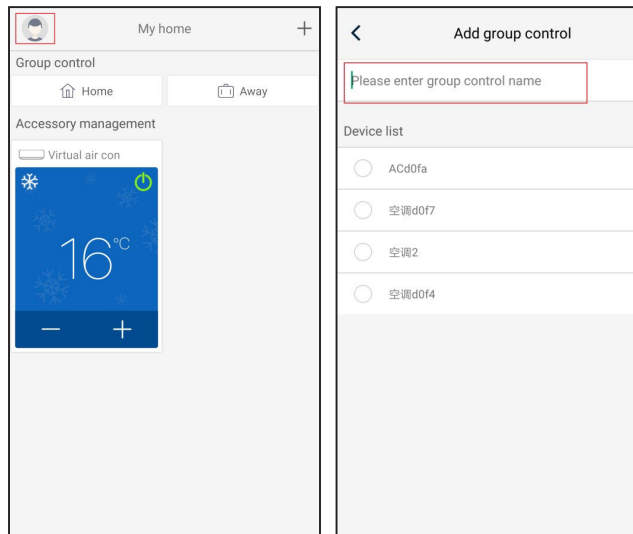 My home
Group control
Home
Away
Accessory management
Virtual air con
16°C
Add group control
Please enter group control name
Device list
ACd0fa
空调d0f7
空调2
空调d0f4